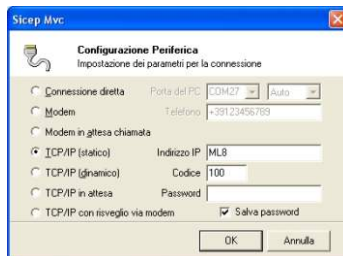 Sicep Mvc
Configurazione Periferica
Impostazione dei parametri per la connessione
Connessione diretta Porta del PC COM27 Auto
Modem Telefono +39123456789
Modem in attesa chiamata
TCP/IP (statico) Indirizzo IP ML8
TCP/IP (dinamico) Codice 100
TCP/IP in attesa Password
TCP/IP con risveglio via modem Salva password
OK Annulla